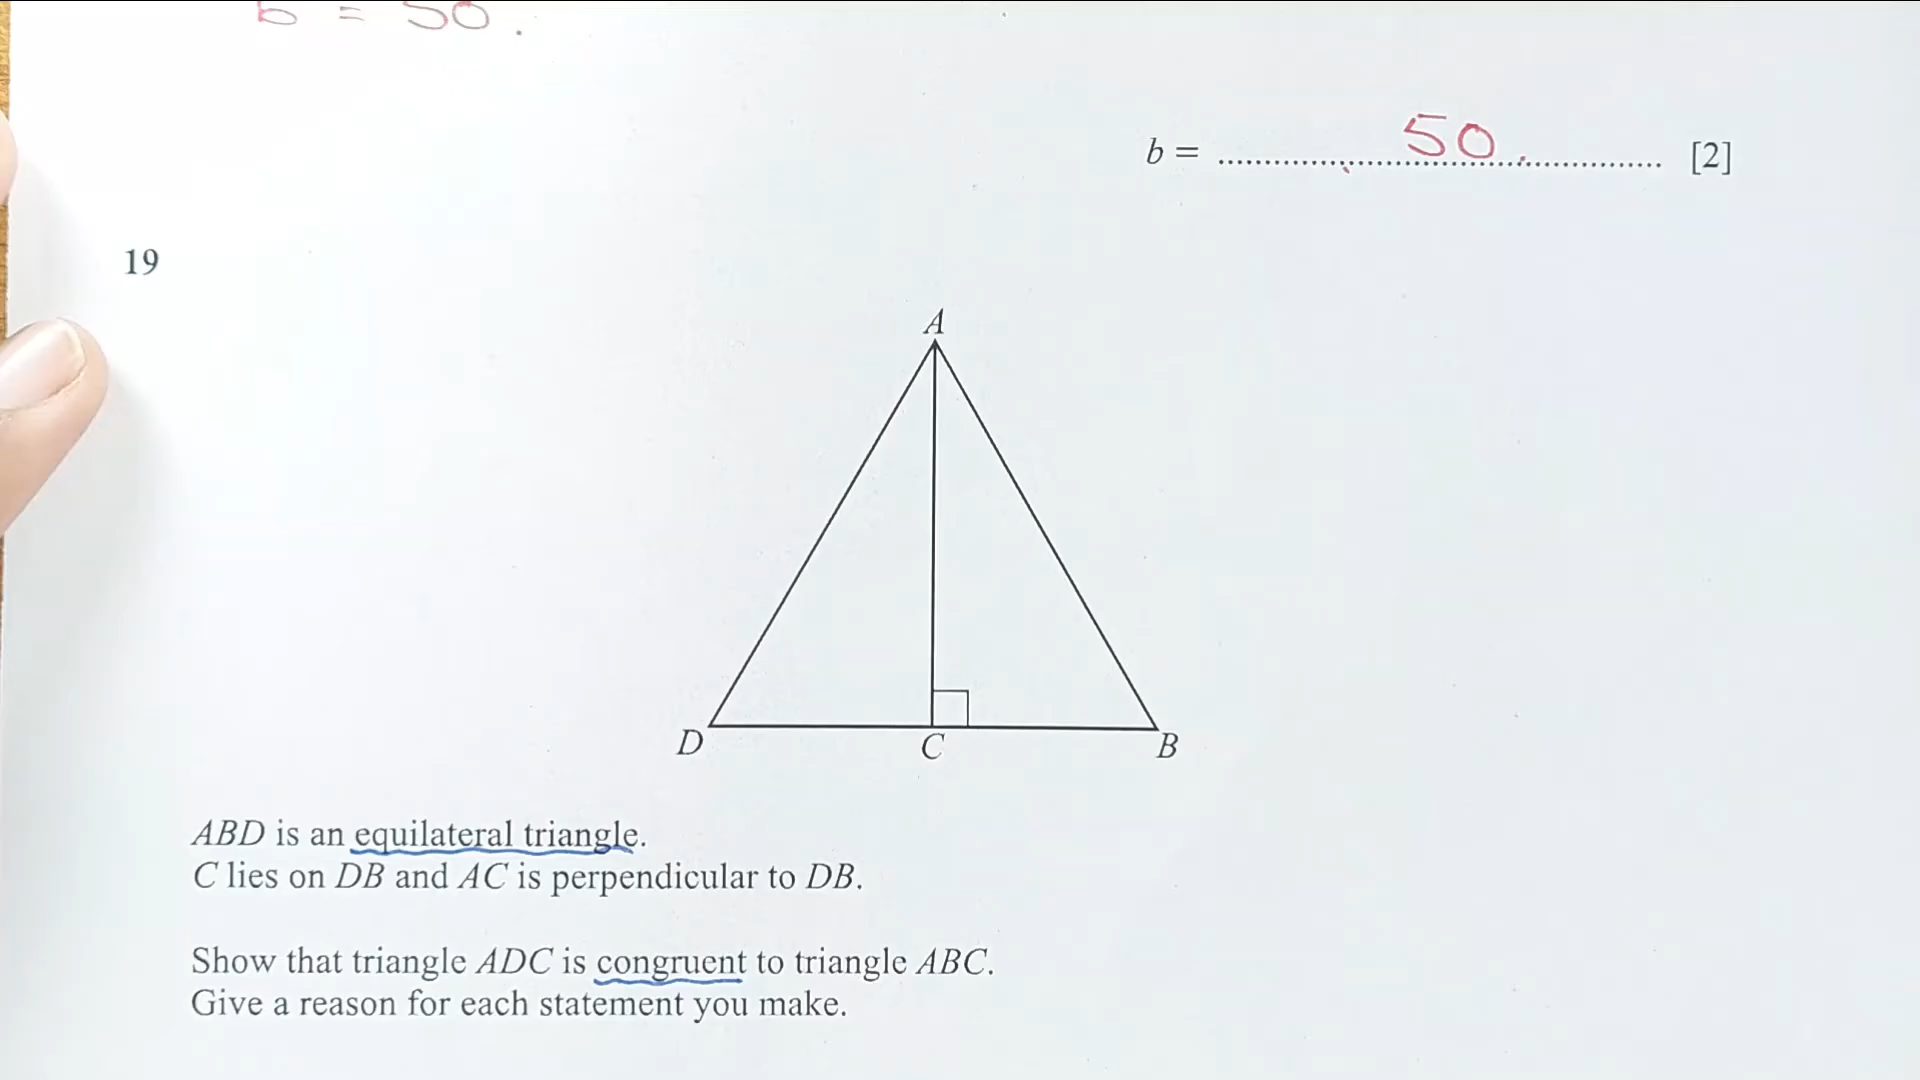 b = 50.
b = ........ 50 ........ [2]
19
A
D
C
B
ABD is an equilateral triangle.
C lies on DB and AC is perpendicular to DB.
Show that triangle ADC is congruent to triangle ABC.
Give a reason for each statement you make.